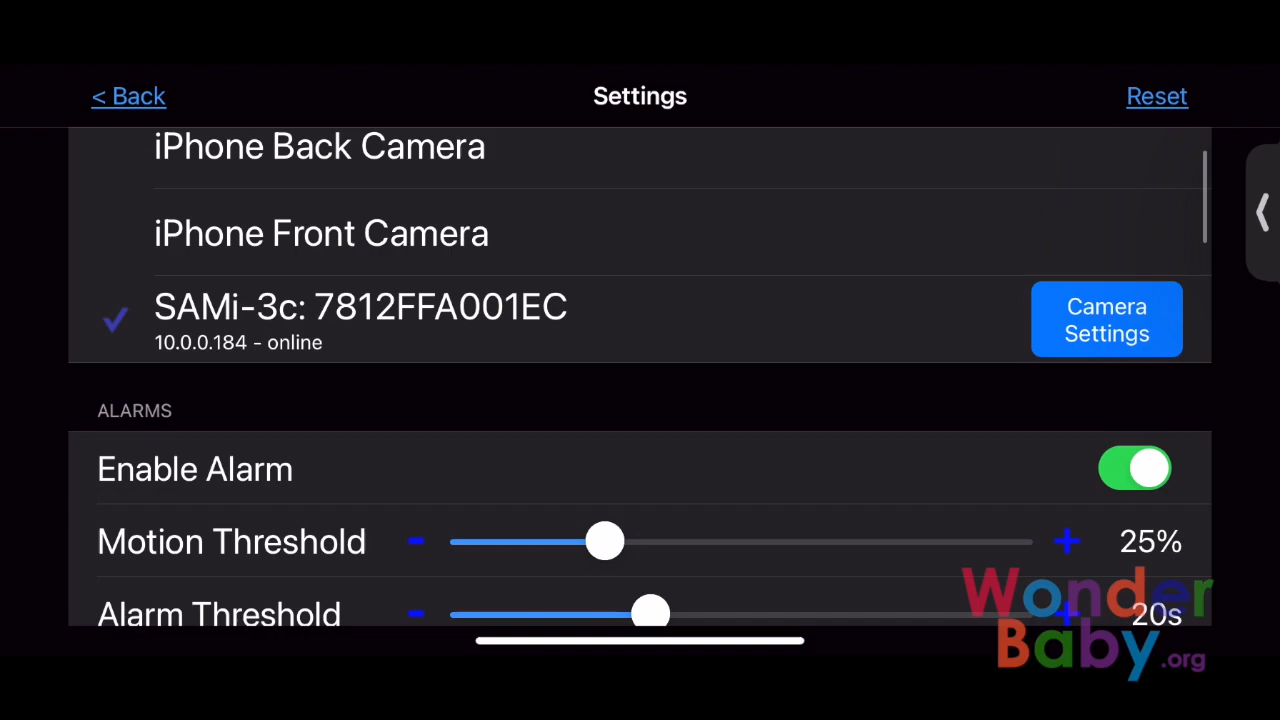 < Back
Settings
Reset
iPhone Back Camera
iPhone Front Camera
SAMi-3c: 7812FFA001EC
10.0.0.184 - online
Camera
Settings
ALARMS
Enable Alarm
Motion Threshold - + 25%
Alarm Threshold - + 20s
Wonder
Baby.org